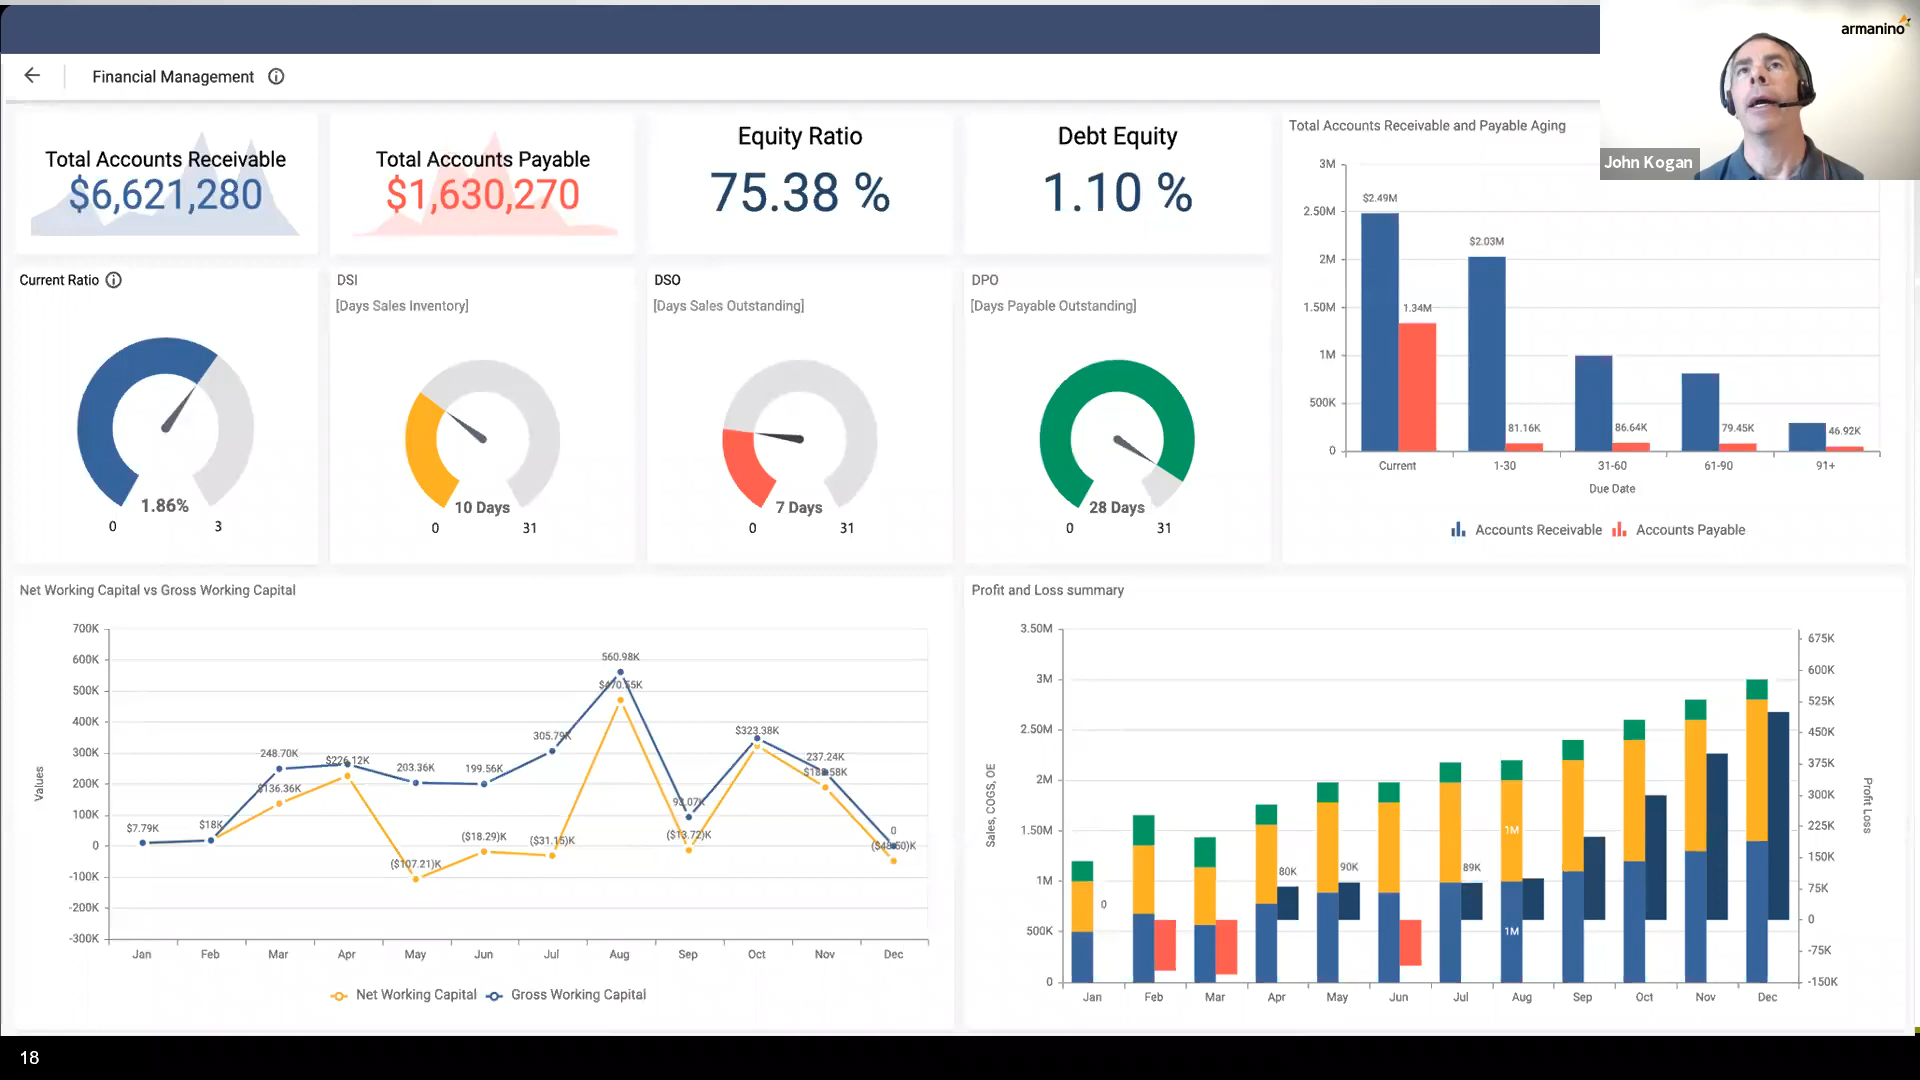 armanino
John Kogan
Financial Management
Total Accounts Receivable
$6,621,280
Total Accounts Payable
$1,630,270
Equity Ratio
75.38 %
Debt Equity
1.10 %
Total Accounts Receivable and Payable Aging
3M
2.50M
2M
1.50M
1M
500K
0
$2.49M
1.34M
$2.03M
81.16K
86.64K
79.45K
46.92K
Current 1-30 31-60 61-90 91+
Due Date
Accounts Receivable Accounts Payable
Current Ratio
1.86%
0 3
DSI
[Days Sales Inventory]
10 Days
0 31
DSO
[Days Sales Outstanding]
7 Days
0 31
DPO
[Days Payable Outstanding]
28 Days
0 31
Net Working Capital vs Gross Working Capital
Values
700K
600K
500K
400K
300K
200K
100K
0
-100K
-200K
-300K
$7.79K
$18K
248.70K
$136.36K
$226.12K
203.36K
($107.21)K
199.56K
($18.29)K
305.79K
($31.15)K
560.98K
93.07K
($13.72)K
$323.38K
237.24K
0
Jan Feb Mar Apr May Jun Jul Aug Sep Oct Nov Dec
Net Working Capital Gross Working Capital
Profit and Loss summary
Sales, COGS, OE
3.50M
3M
2.50M
2M
1.50M
1M
500K
0
0
80K
90K
89K
1M
1M
675K
600K
525K
450K
375K
300K
225K
150K
75K
0
-75K
-150K
Profit Loss
Jan Feb Mar Apr May Jun Jul Aug Sep Oct Nov Dec
18